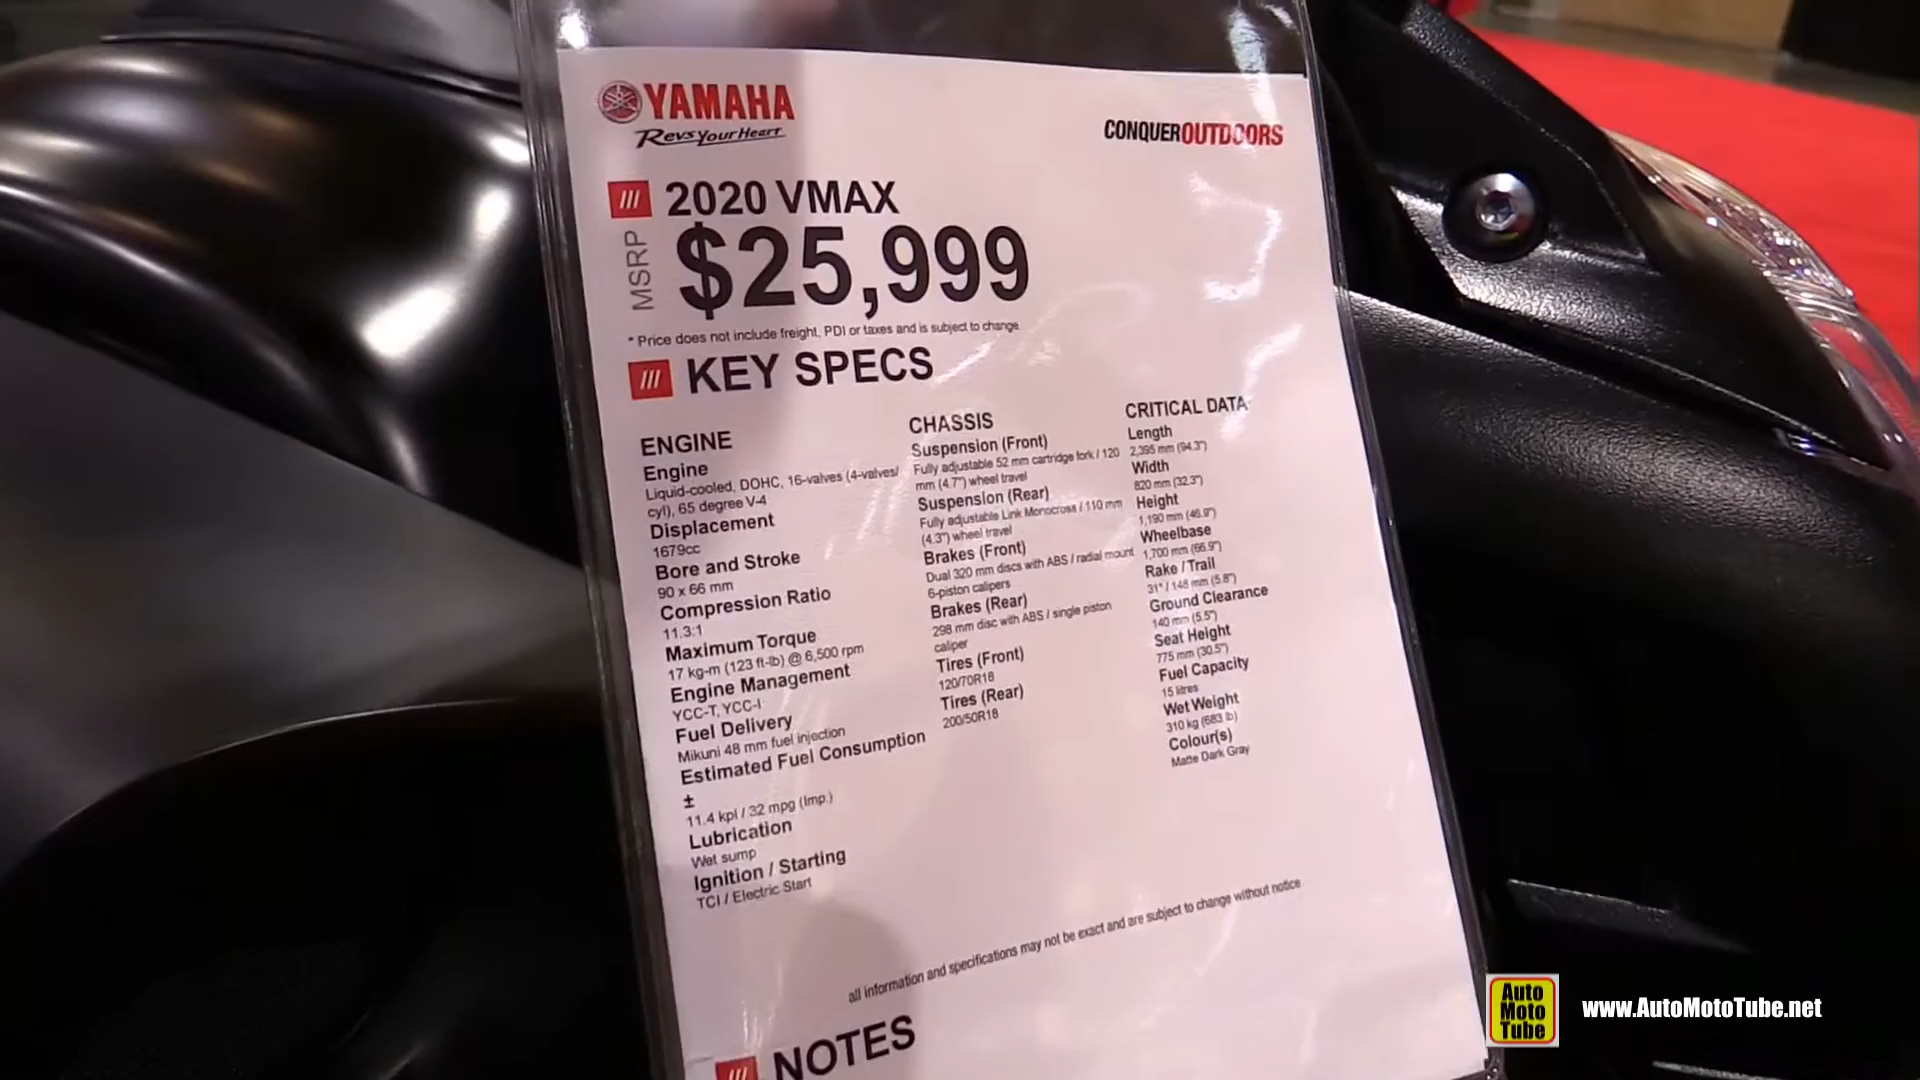 YAMAHA
Revs Your Heart
CONQUEROUTDOORS
2020 VMAX
MSRP
$25,999
* Price does not include freight, PDI or taxes and is subject to change.
KEY SPECS
ENGINE
Engine
Liquid-cooled, DOHC, 16-valves (4-valves/
cyl), 65 degree V-4
Displacement
1679cc
Bore and Stroke
90 x 66 mm
Compression Ratio
11.3:1
Maximum Torque
17 kg-m (123 ft-lb) @ 6,500 rpm
Engine Management
YCC-T, YCC-I
Fuel Delivery
Mikuni 48 mm fuel injection
Estimated Fuel Consumption
±
11.4 kpl / 32 mpg (Imp.)
Lubrication
Wet sump
Ignition / Starting
TCI / Electric Start
CHASSIS
Suspension (Front)
Fully adjustable 52 mm cartridge fork / 120
mm (4.7") wheel travel
Suspension (Rear)
Fully adjustable Link Monocross / 110 mm
(4.3") wheel travel
Brakes (Front)
Dual 320 mm discs with ABS / radial mount
6-piston calipers
Brakes (Rear)
298 mm disc with ABS / single piston
caliper
Tires (Front)
120/70R18
Tires (Rear)
200/50R18
CRITICAL DATA
Length
2,395 mm (94.3")
Width
820 mm (32.3")
Height
1,190 mm (46.9")
Wheelbase
1,700 mm (66.9")
Rake / Trail
31° / 148 mm (5.8")
Ground Clearance
140 mm (5.5")
Seat Height
775 mm (30.5")
Fuel Capacity
15 litres
Wet Weight
310 kg (683 lb)
Colour(s)
Matte Dark Gray
all information and specifications may not be exact and are subject to change without notice
NOTES
Auto
Moto
Tube
www.AutoMotoTube.net